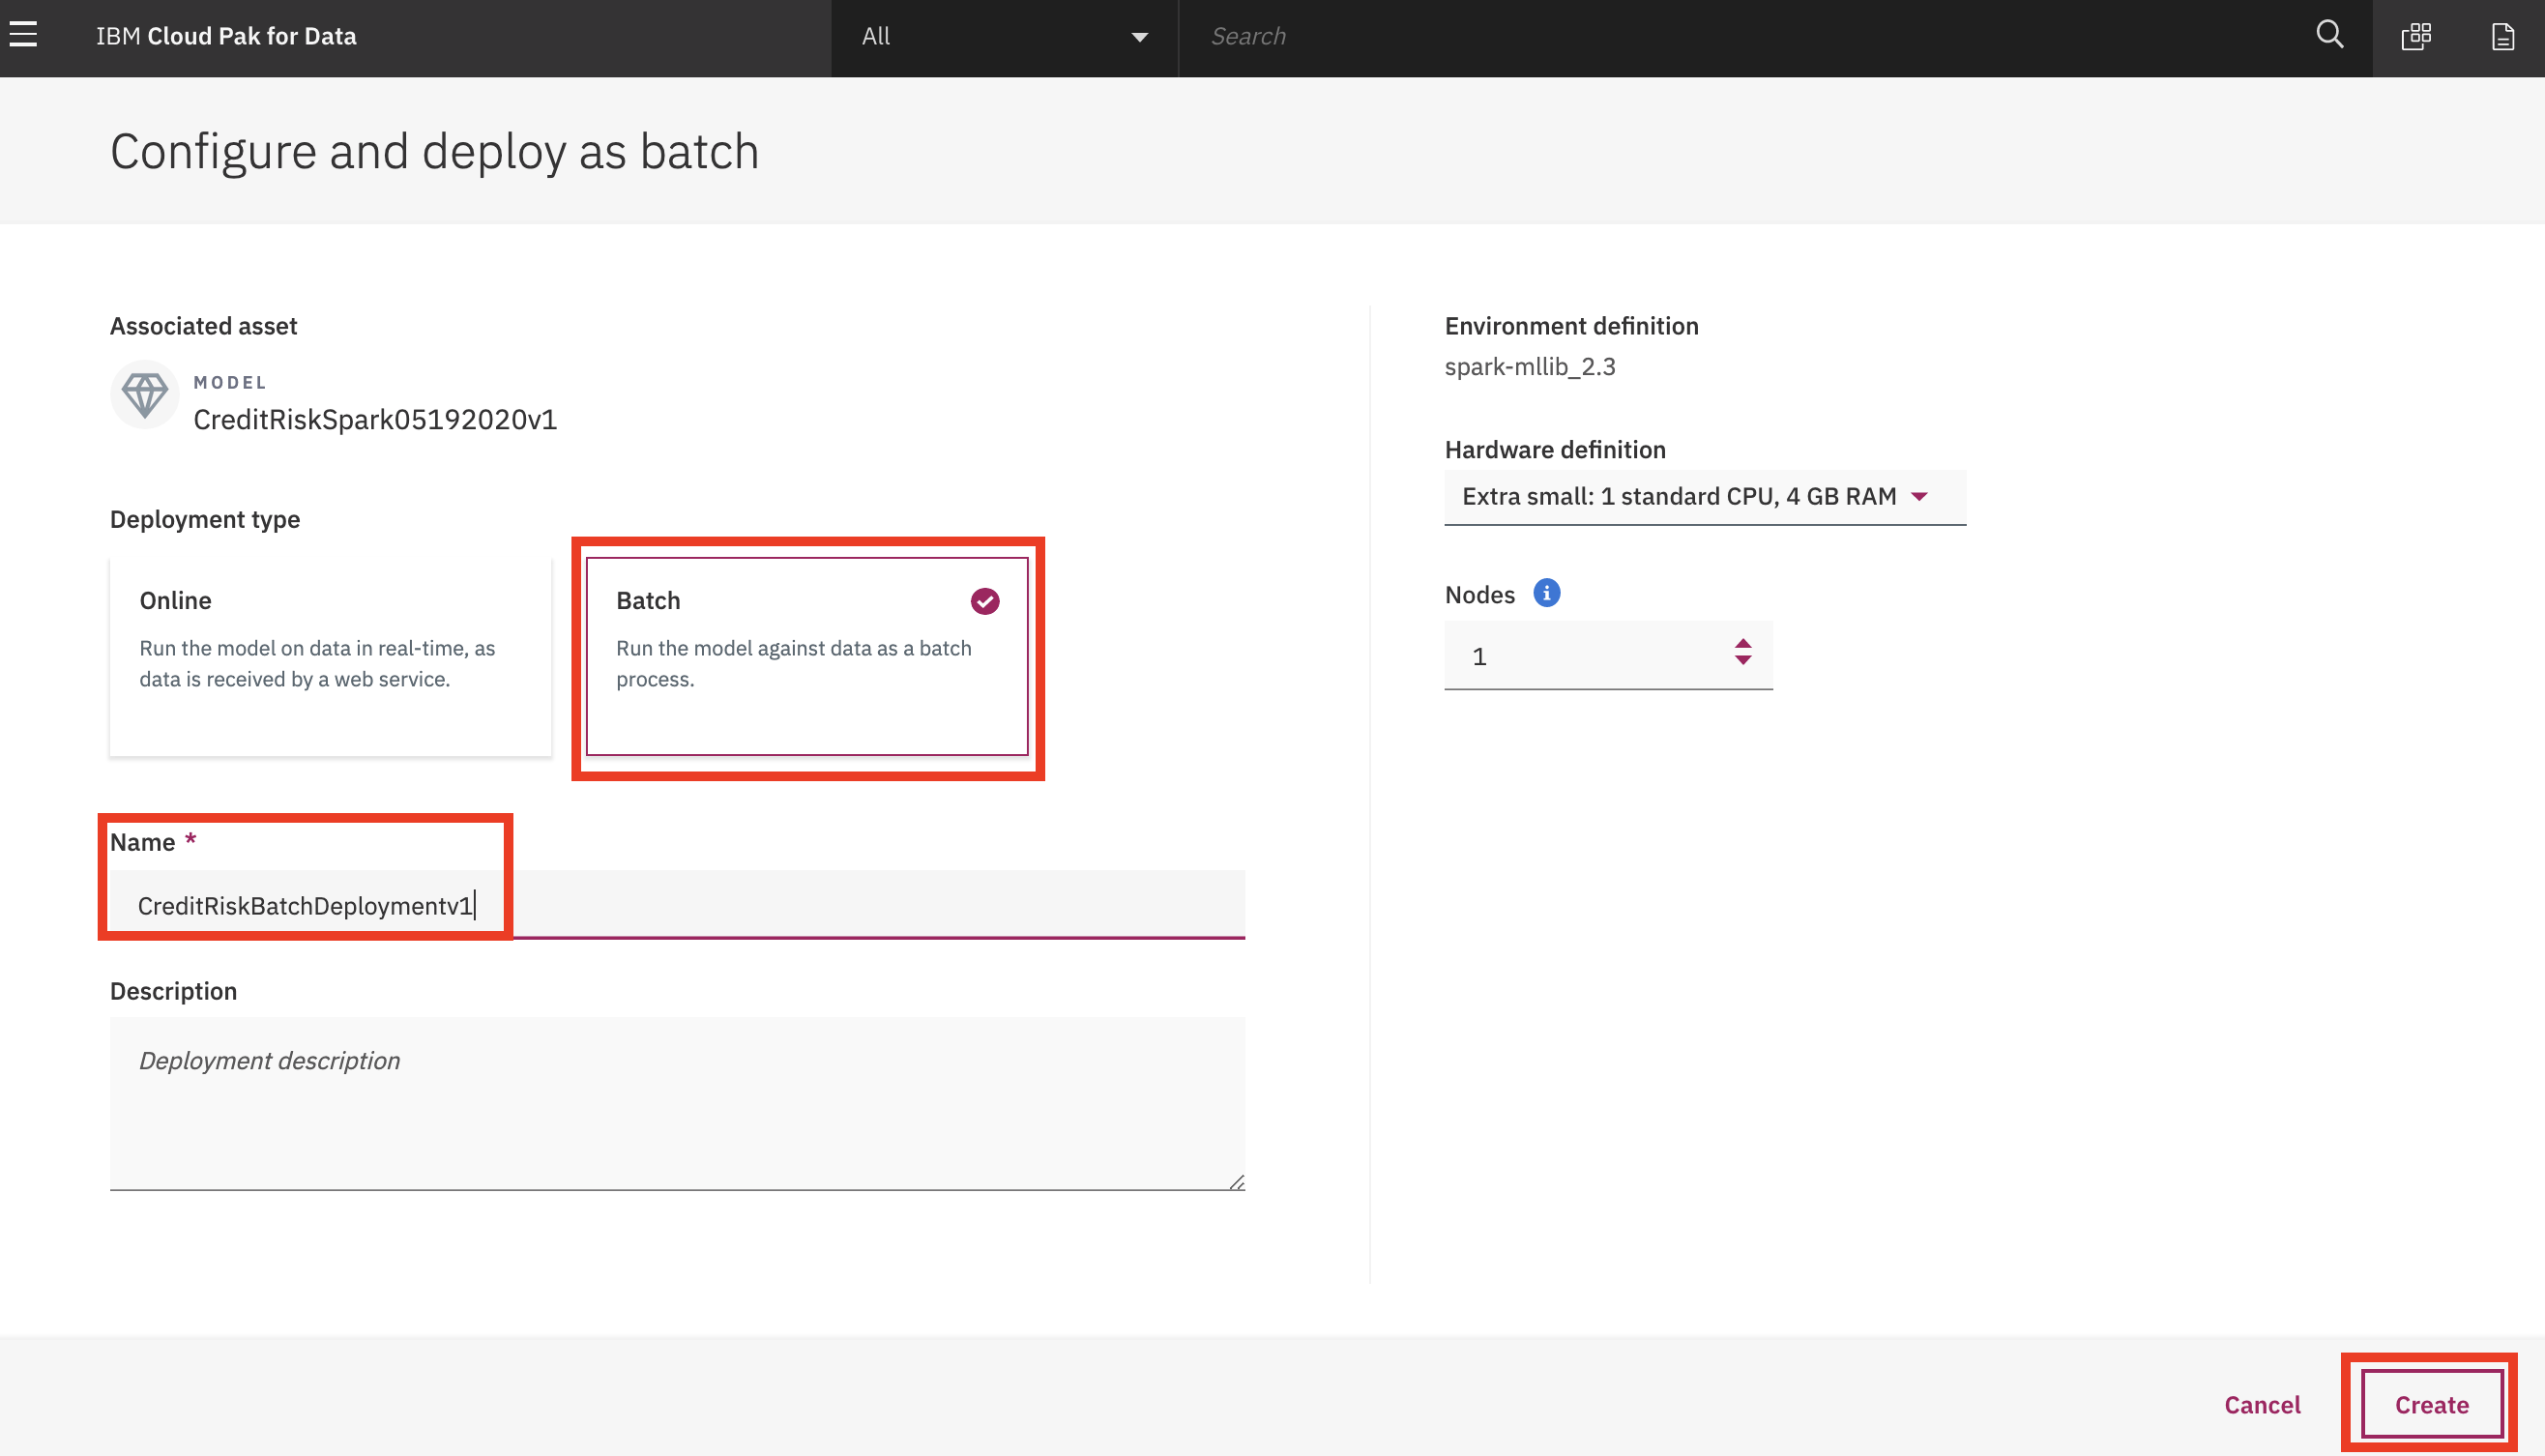 IBM Cloud Pak for Data
All
Search
Configure and deploy as batch
Associated asset
MODEL
CreditRiskSpark05192020v1
Deployment type
Online
Run the model on data in real-time, as
data is received by a web service.
Batch
Run the model against data as a batch
process.
Name *
CreditRiskBatchDeploymentv1
Description
Deployment description
Environment definition
spark-mllib_2.3
Hardware definition
Extra small: 1 standard CPU, 4 GB RAM
Nodes
1
Cancel
Create